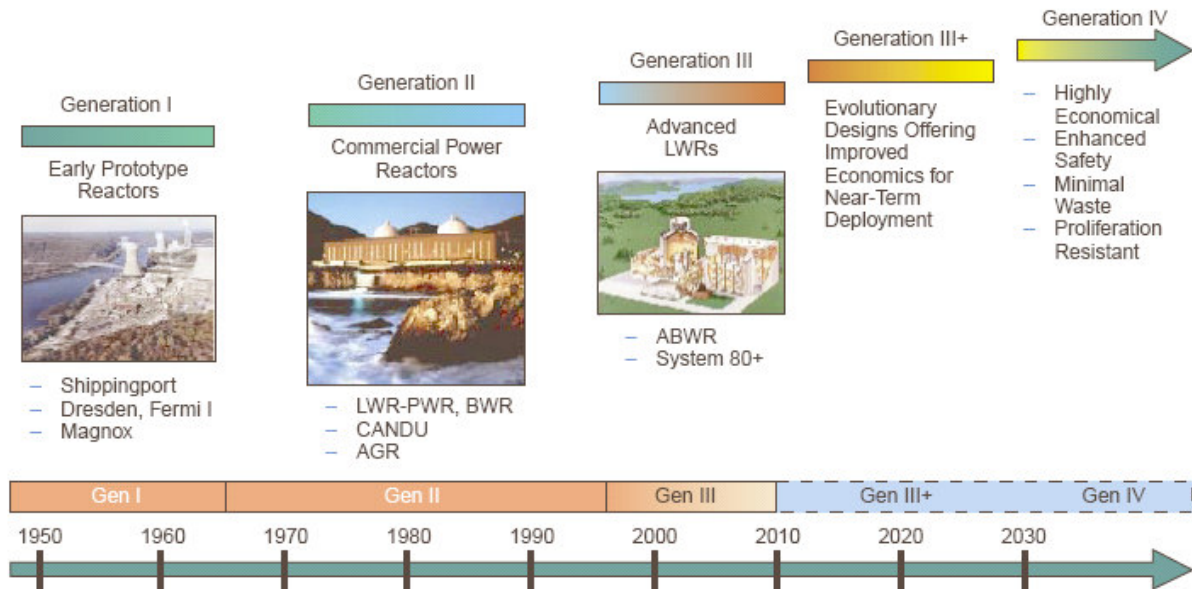 Generation I
Early Prototype
Reactors
– Shippingport
– Dresden, Fermi I
– Magnox
Generation II
Commercial Power
Reactors
– LWR-PWR, BWR
– CANDU
– AGR
Generation III
Advanced
LWRs
– ABWR
– System 80+
Generation III+
Evolutionary
Designs Offering
Improved
Economics for
Near-Term
Deployment
Generation IV
– Highly
Economical
– Enhanced
Safety
– Minimal
Waste
– Proliferation
Resistant
Gen I Gen II Gen III Gen III+ Gen IV
1950 1960 1970 1980 1990 2000 2010 2020 2030